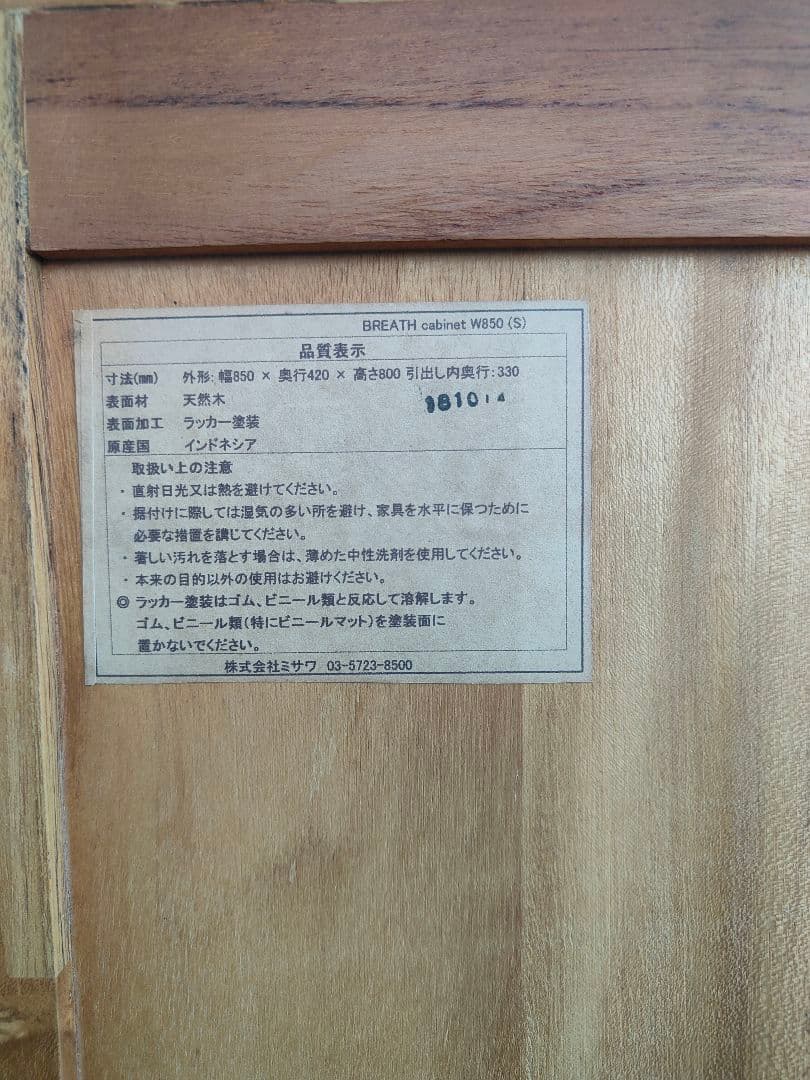 BREATH cabinet W850 (S)
品質表示
寸法(mm) 外形: 幅850 × 奥行420 × 高さ800 引出し内奥行:330
表面材 天然木
表面加工 ラッカー塗装
原産国 インドネシア
取扱い上の注意
・直射日光又は熱を避けてください。
・据付けに際しては湿気の多い所を避け、家具を水平に保つために
必要な措置を講じてください。
・著しい汚れを落とす場合は、薄めた中性洗剤を使用してください。
・本来の目的以外の使用はお避けください。
◎ ラッカー塗装はゴム、ビニール類と反応して溶解します。
ゴム、ビニール類(特にビニールマット)を塗装面に
置かないでください。
株式会社ミサワ 03-5723-8500